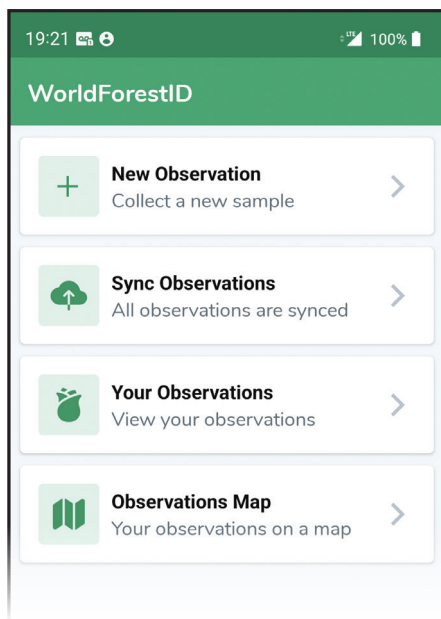 19:21 LTE 100%
WorldForestID
New Observation
Collect a new sample
Sync Observations
All observations are synced
Your Observations
View your observations
Observations Map
Your observations on a map